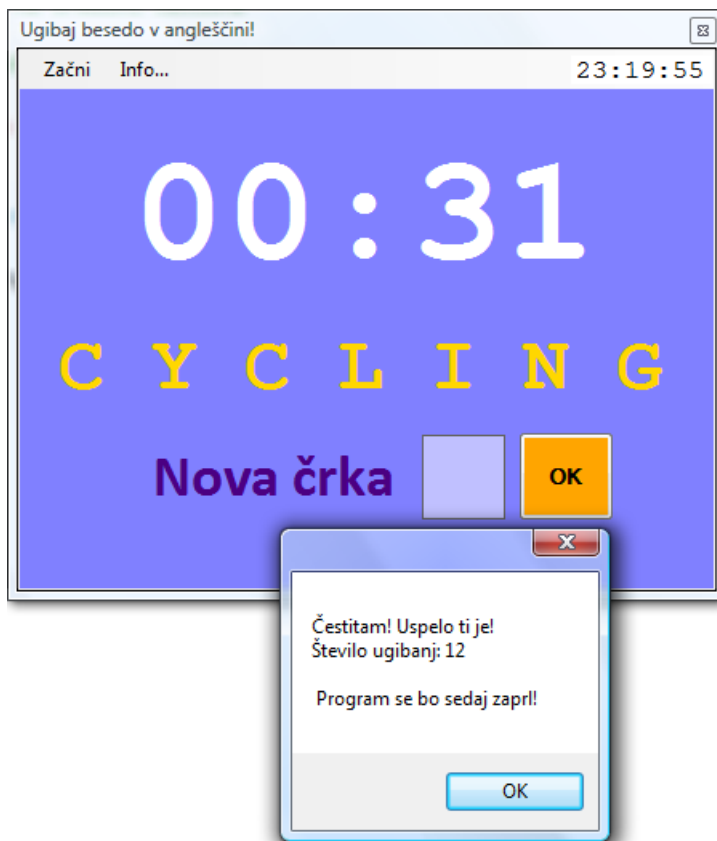 Ugibaj besedo v angleščini!
Začni Info... 23:19:55
00:31
C Y C L I N G
Nova črka OK
Čestitam! Uspelo ti je!
Število ugibanj: 12
Program se bo sedaj zaprl!
OK